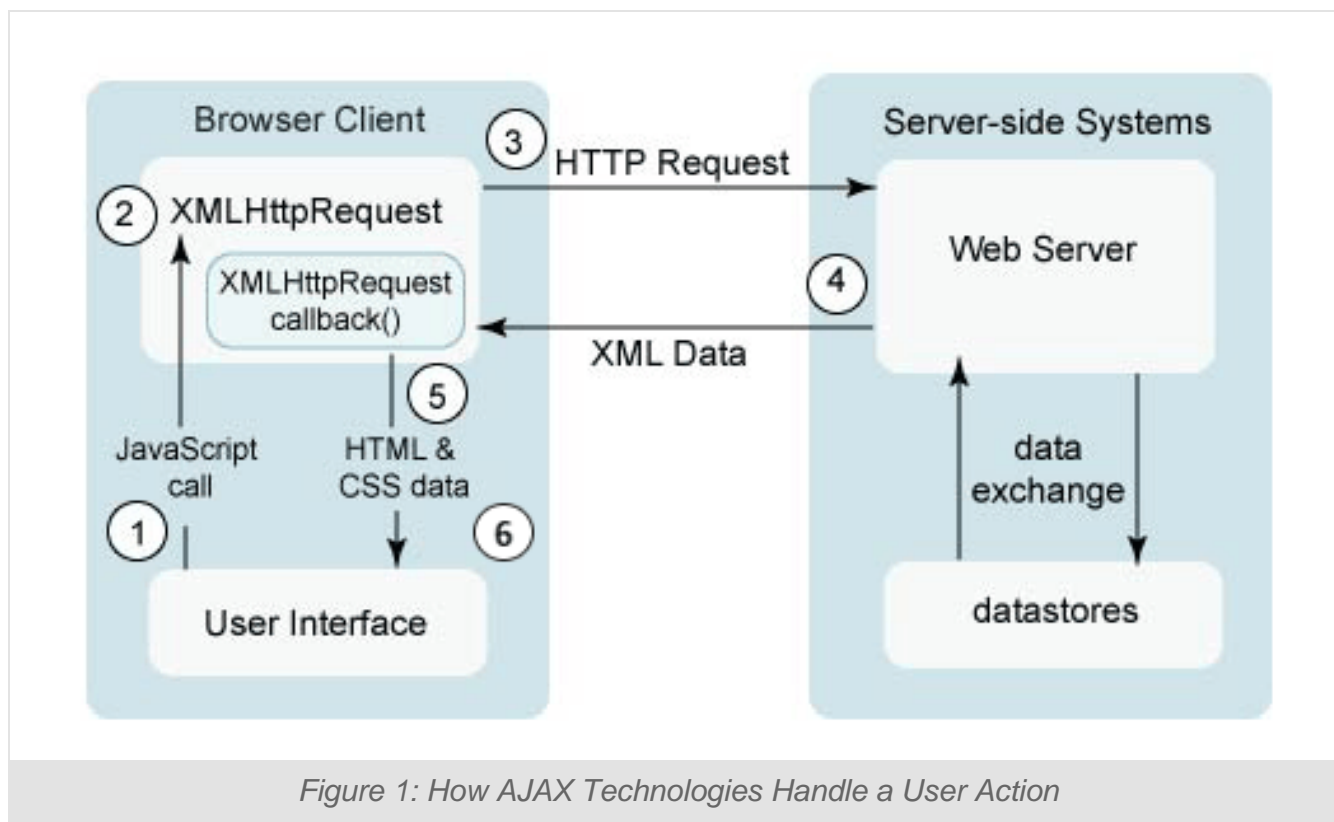 Browser Client
3
HTTP Request
2
XMLHttpRequest
XMLHttpRequest
callback()
5
JavaScript
call
HTML &
CSS data
1
6
User Interface
4
XML Data
Server-side Systems
Web Server
data
exchange
datastores
Figure 1: How AJAX Technologies Handle a User Action